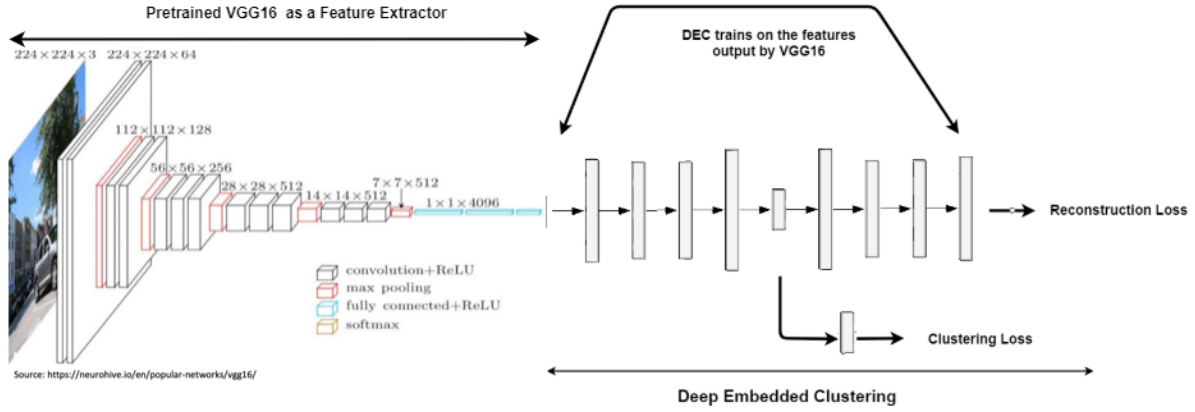 Pretrained VGG16 as a Feature Extractor
224×224×3 224×224×64
112×112×128
56×56×256
28×28×512
14×14×512
7×7×512
1×1×4096
convolution+ReLU
max pooling
fully connected+ReLU
softmax
Source: https://neurohive.io/en/popular-networks/vgg16/
DEC trains on the features
output by VGG16
Reconstruction Loss
Clustering Loss
Deep Embedded Clustering